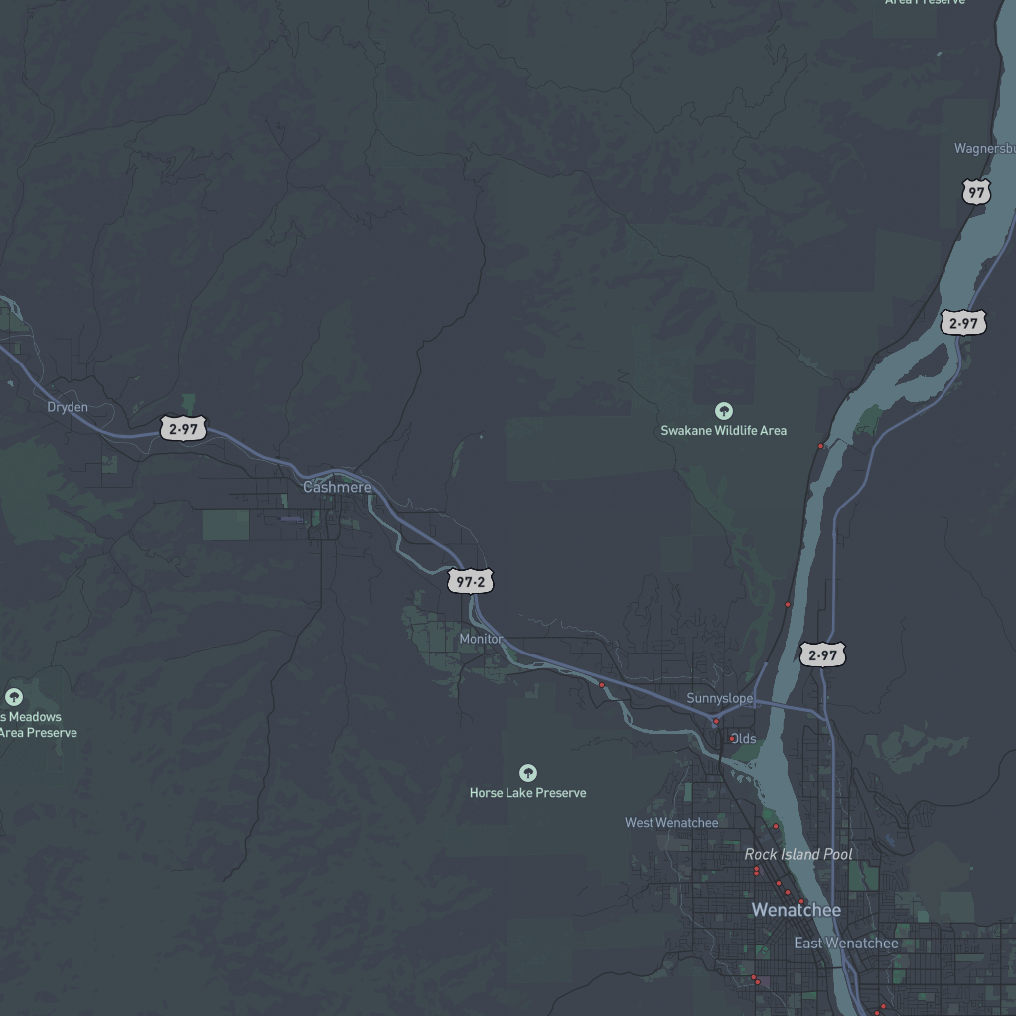 Area Preserve
Wagnersbu
97
2-97
Dryden
2-97
Swakane Wildlife Area
Cashmere
97-2
Monitor
2-97
s Meadows
Area Preserve
Sunnyslope
Olds
Horse Lake Preserve
West Wenatchee
Rock Island Pool
Wenatchee
East Wenatchee